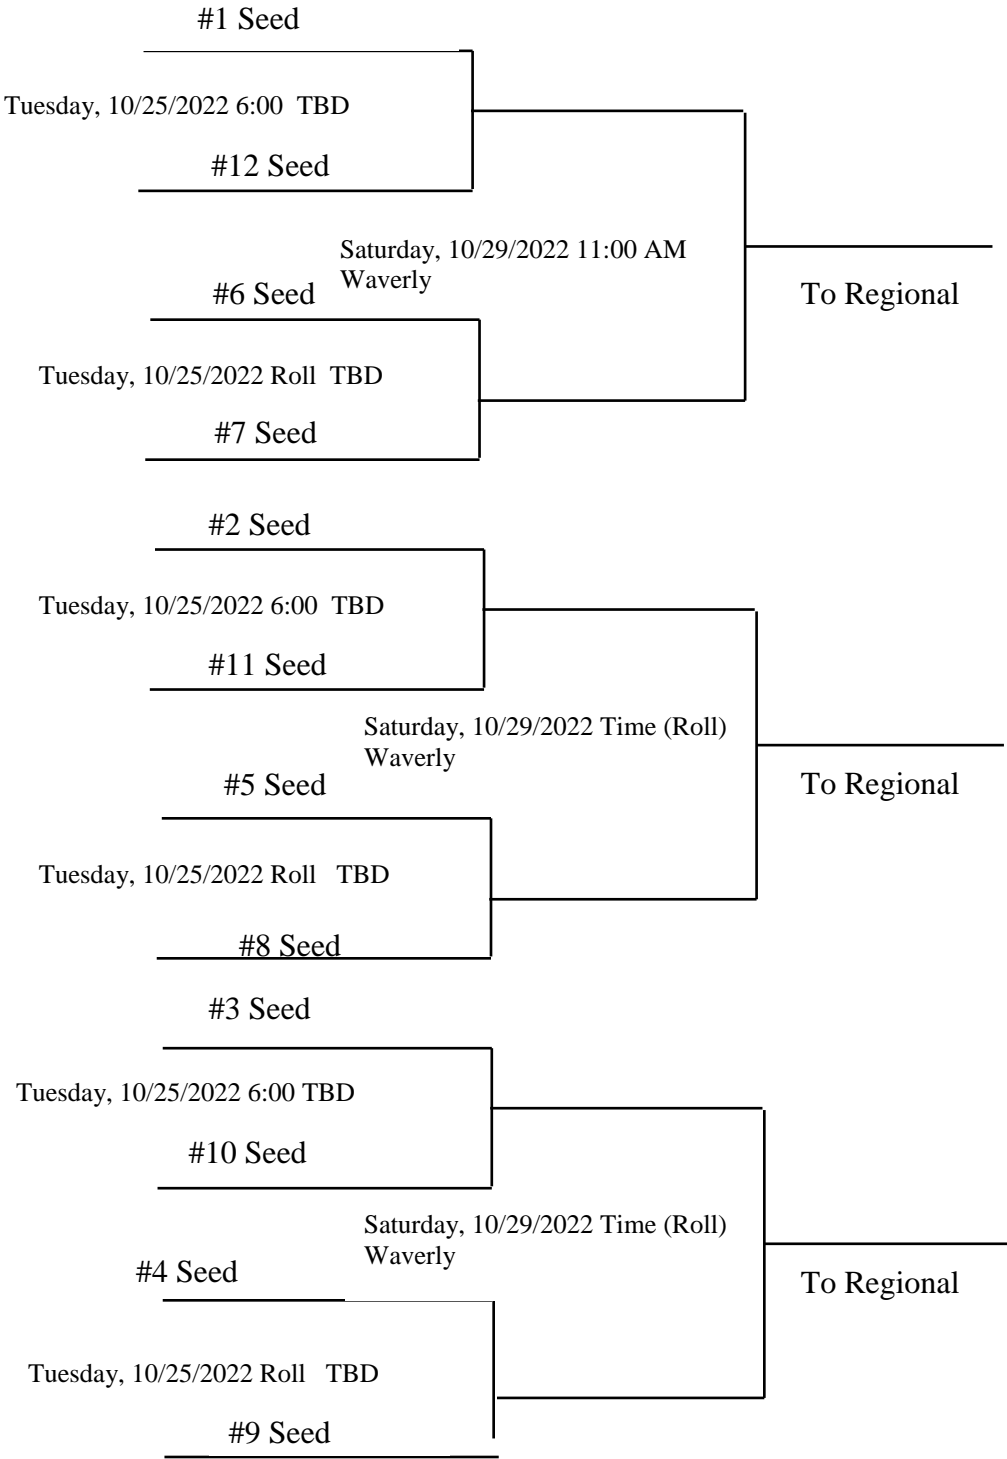 #1 Seed
Tuesday, 10/25/2022 6:00  TBD
#12 Seed
Saturday, 10/29/2022 11:00 AM
Waverly
#6 Seed
To Regional
Tuesday, 10/25/2022 Roll  TBD
#7 Seed
#2 Seed
Tuesday, 10/25/2022 6:00  TBD
#11 Seed
Saturday, 10/29/2022 Time (Roll)
Waverly
#5 Seed
To Regional
Tuesday, 10/25/2022 Roll   TBD
#8 Seed
#3 Seed
Tuesday, 10/25/2022 6:00 TBD
#10 Seed
Saturday, 10/29/2022 Time (Roll)
Waverly
#4 Seed
To Regional
Tuesday, 10/25/2022 Roll   TBD
#9 Seed